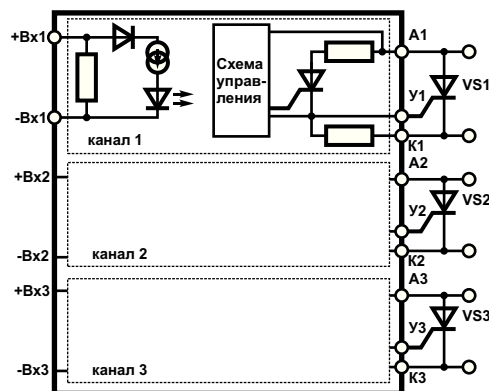 +Вх1
-Вх1
Схема
управ-
ления
канал 1
А1
У1
К1
VS1
+Вх2
-Вх2
канал 2
А2
У2
К2
VS2
+Вх3
-Вх3
канал 3
А3
У3
К3
VS3